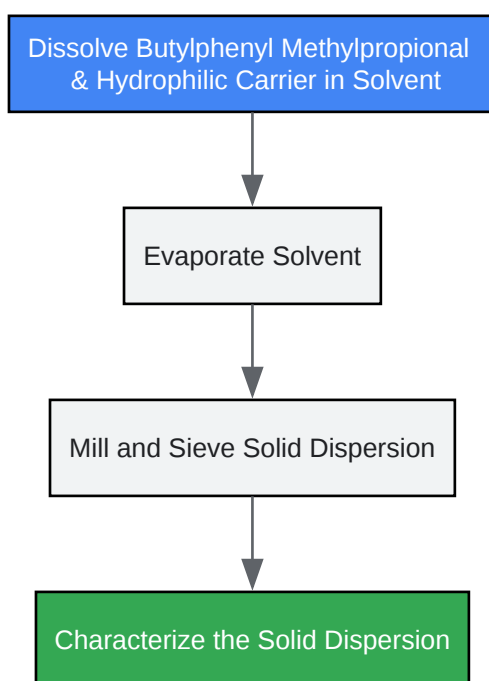 Dissolve Butylphenyl Methylpropional
& Hydrophilic Carrier in Solvent
Evaporate Solvent
Mill and Sieve Solid Dispersion
Characterize the Solid Dispersion